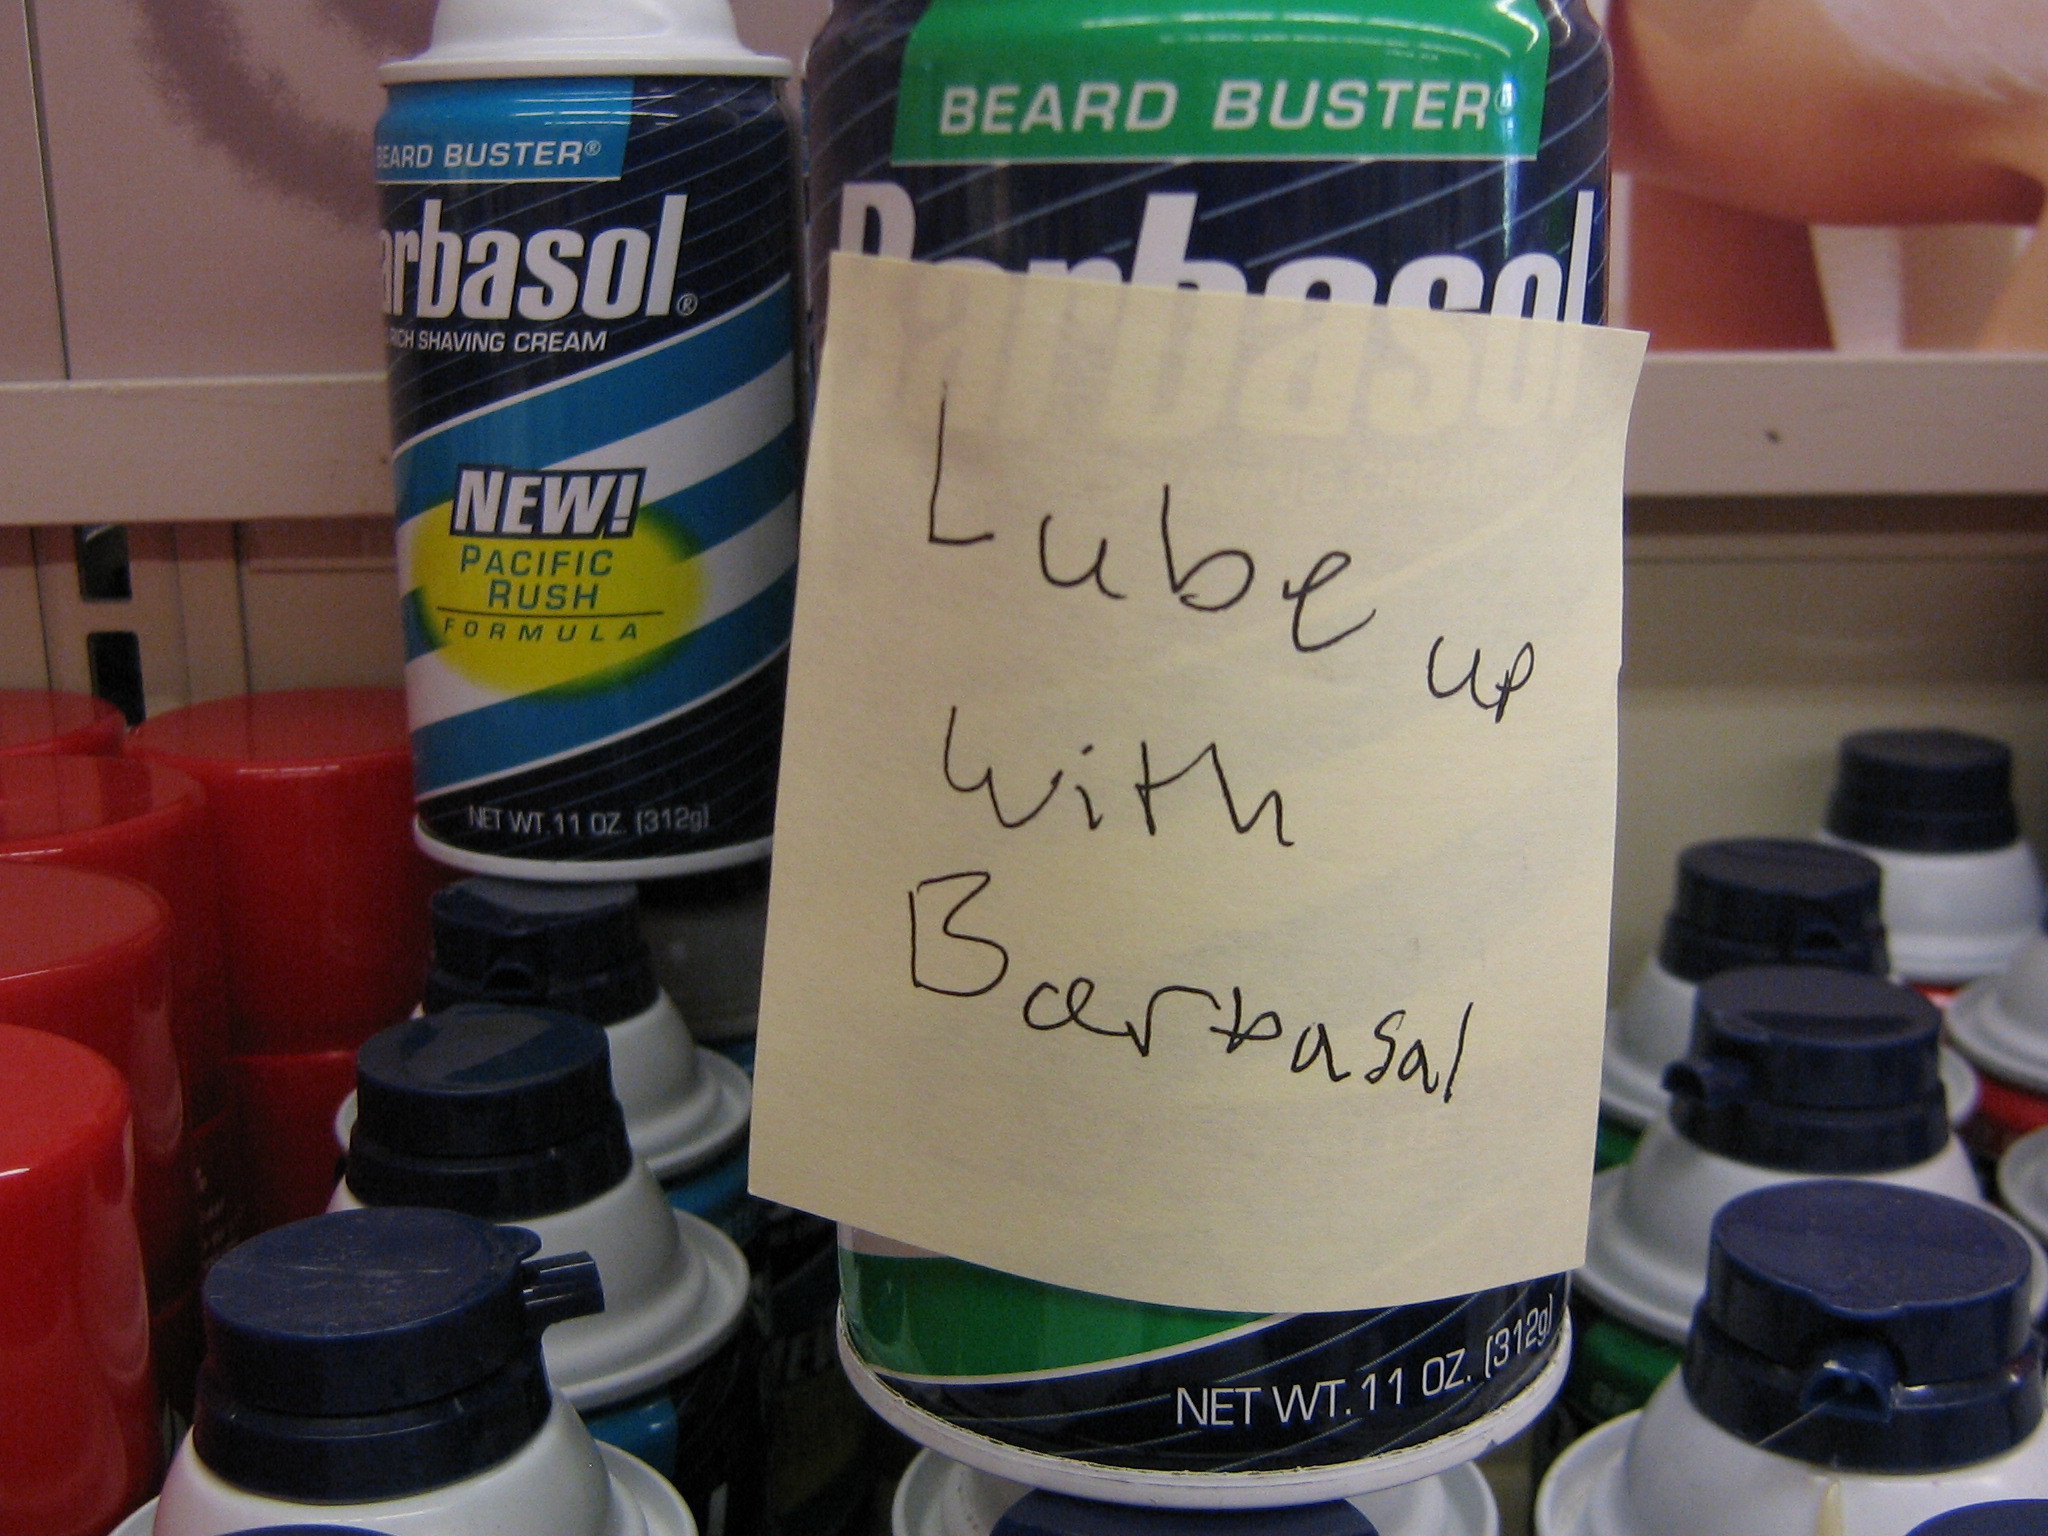 BEARD BUSTER®
arbasol®
RICH SHAVING CREAM
NEW!
PACIFIC
RUSH
FORMULA
NET WT. 11 OZ. (312g)
BEARD BUSTER®
Barbasol
Lube up
with
Barbasal
NET WT. 11 OZ. (312g)